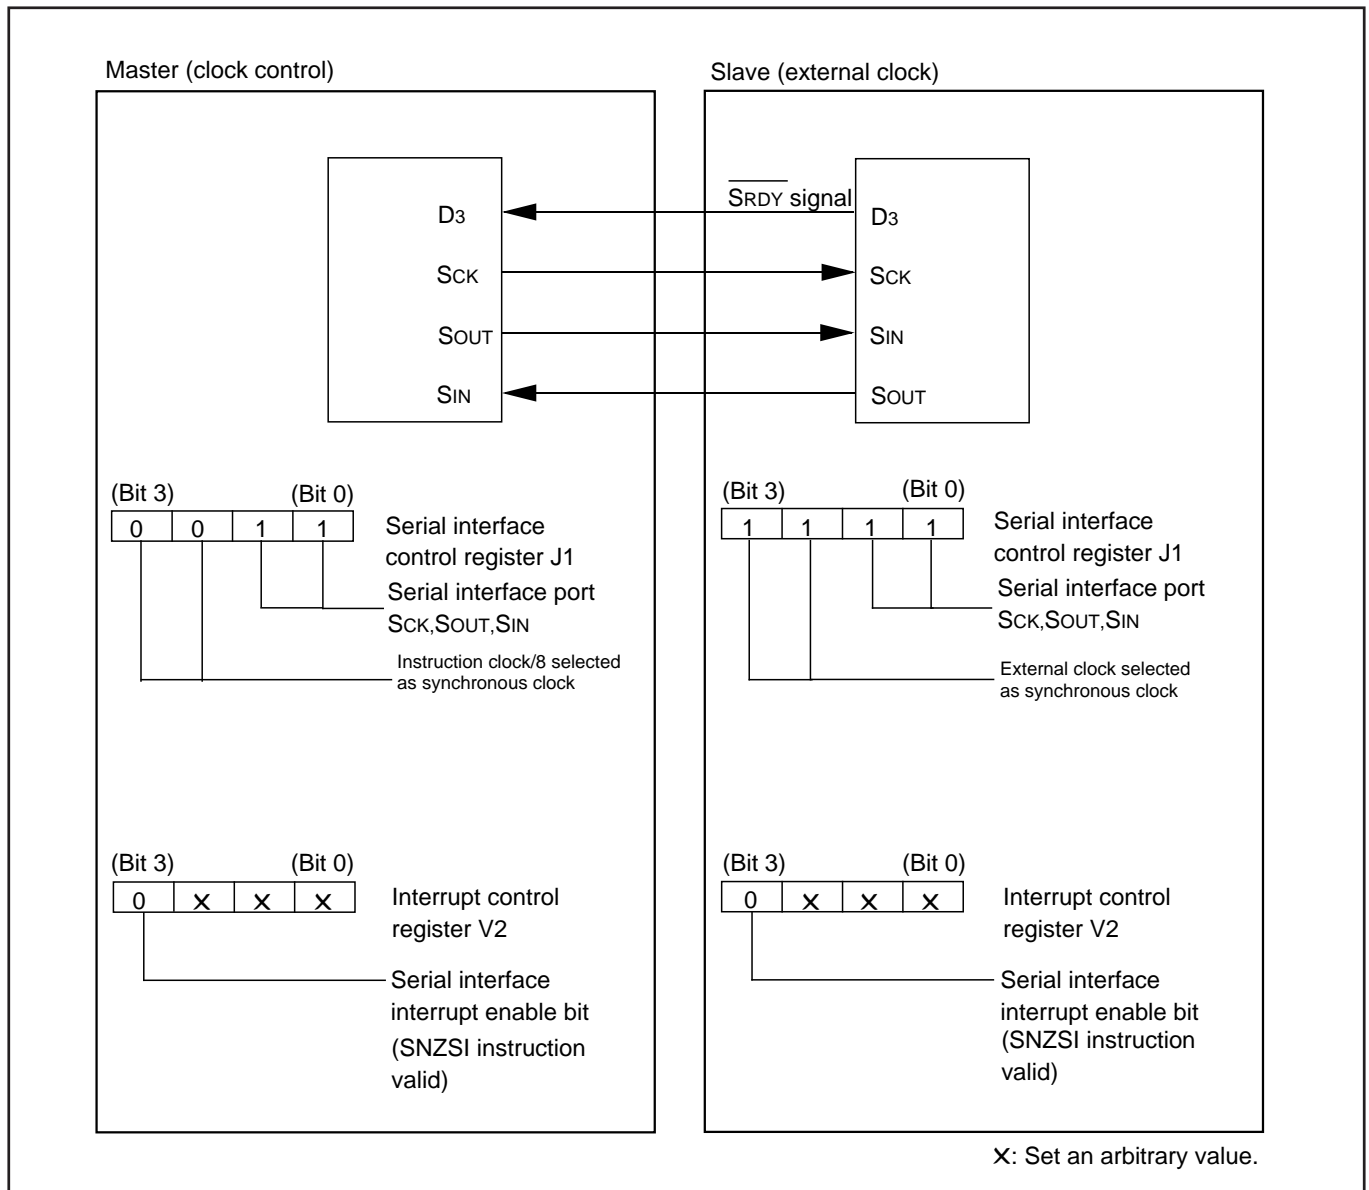 Master (clock control)
D3
SCK
SOUT
SIN
(Bit 3) (Bit 0)
0 0 1 1
Serial interface
control register J1
Serial interface port
SCK,SOUT,SIN
Instruction clock/8 selected
as synchronous clock
(Bit 3) (Bit 0)
0 × × ×
Interrupt control
register V2
Serial interface
interrupt enable bit
(SNZSI instruction
valid)
Slave (external clock)
SRDY signal
D3
SCK
SIN
SOUT
(Bit 3) (Bit 0)
1 1 1 1
Serial interface
control register J1
Serial interface port
SCK,SOUT,SIN
External clock selected
as synchronous clock
(Bit 3) (Bit 0)
0 × × ×
Interrupt control
register V2
Serial interface
interrupt enable bit
(SNZSI instruction
valid)
×: Set an arbitrary value.